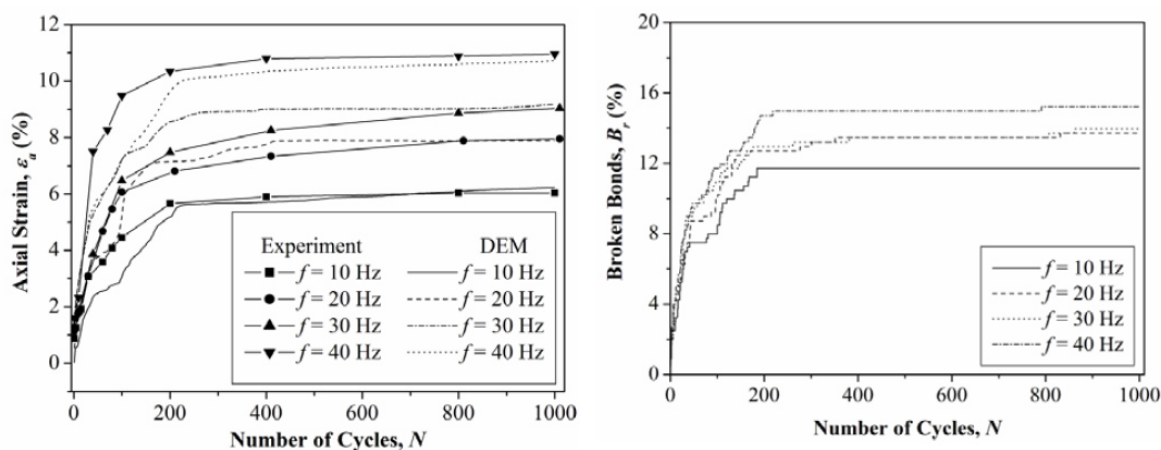 12
10
8
6
4
2
0
Axial Strain, εa (%)
Experiment DEM
f = 10 Hz f = 10 Hz
f = 20 Hz f = 20 Hz
f = 30 Hz f = 30 Hz
f = 40 Hz f = 40 Hz
0 200 400 600 800 1000
Number of Cycles, N
20
16
12
8
4
0
Broken Bonds, Br (%)
f = 10 Hz
f = 20 Hz
f = 30 Hz
f = 40 Hz
0 200 400 600 800 1000
Number of Cycles, N